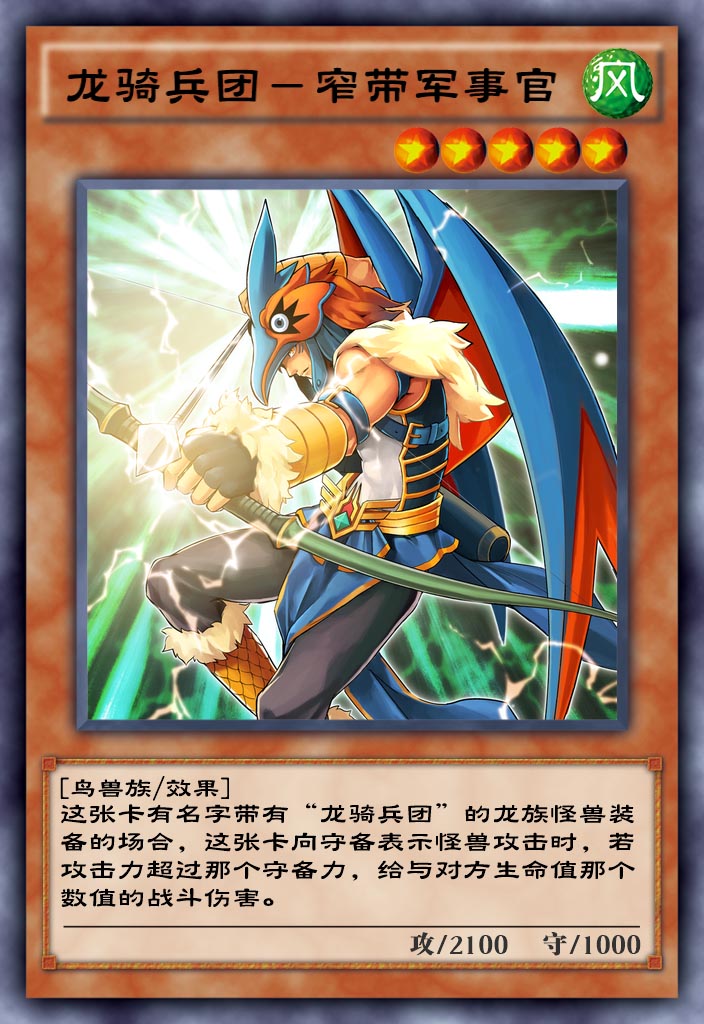 龙骑兵团－窄带军事官
风
[鸟兽族/效果]
这张卡有名字带有“龙骑兵团”的龙族怪兽装
备的场合，这张卡向守备表示怪兽攻击时，若
攻击力超过那个守备力，给与对方生命值那个
数值的战斗伤害。
攻/2100 守/1000